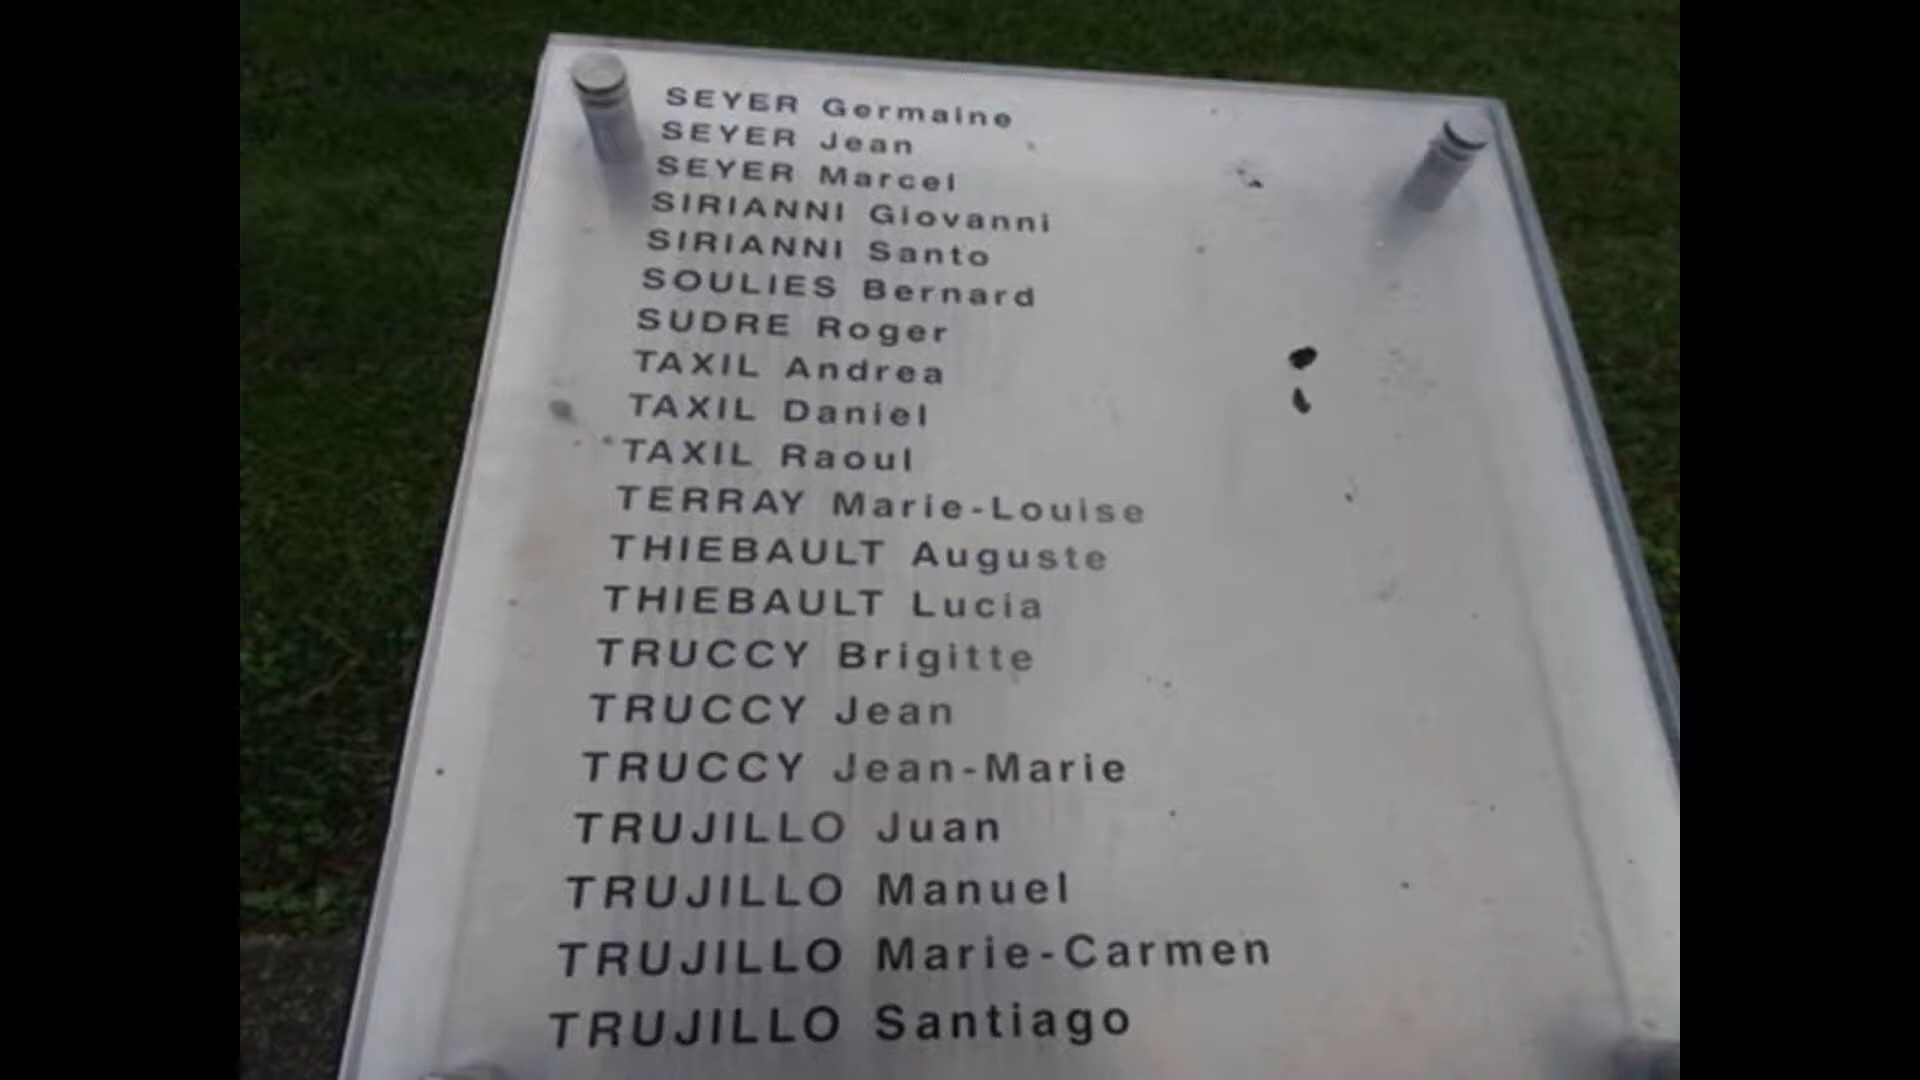 SEYER Germaine
SEYER Jean
SEYER Marcel
SIRIANNI Giovanni
SIRIANNI Santo
SOULIES Bernard
SUDRE Roger
TAXIL Andrea
TAXIL Daniel
TAXIL Raoul
TERRAY Marie-Louise
THIEBAULT Auguste
THIEBAULT Lucia
TRUCCY Brigitte
TRUCCY Jean
TRUCCY Jean-Marie
TRUJILLO Juan
TRUJILLO Manuel
TRUJILLO Marie-Carmen
TRUJILLO Santiago